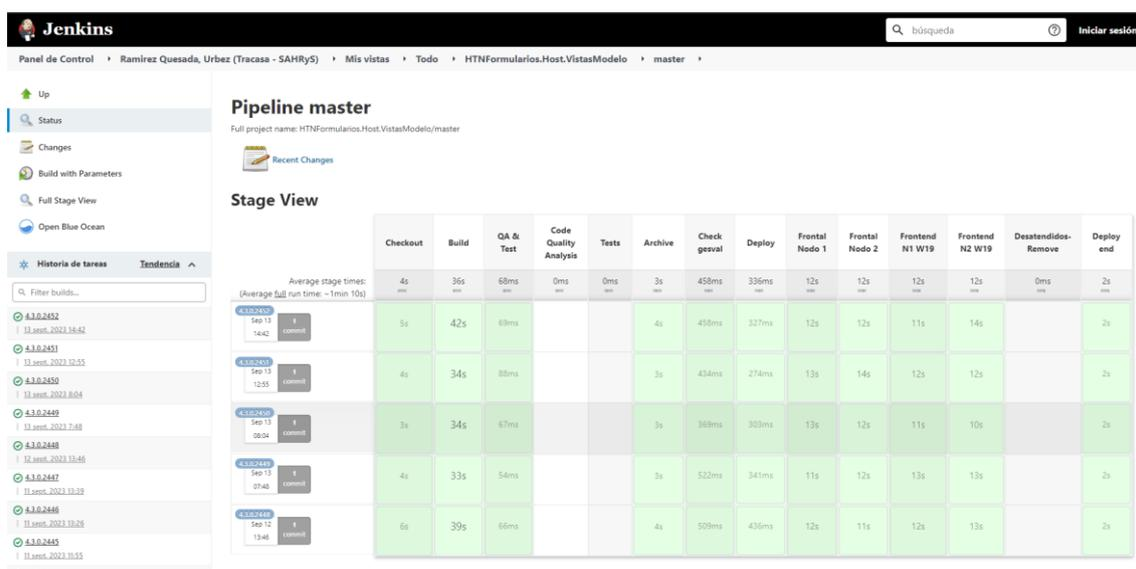 Jenkins
búsqueda
Iniciar sesión
Panel de Control Ramirez Quesada, Urbez (Tracasa - SAHRyS) Mis vistas Todo HTNFormularios.Host.VistasModelo master
Up
Status
Changes
Build with Parameters
Full Stage View
Open Blue Ocean
Historia de tareas Tendencia
Filter builds...
4.3.0.2452
13 sept. 2023 14:42
4.3.0.2451
13 sept. 2023 12:55
4.3.0.2450
13 sept. 2023 8:04
4.3.0.2449
13 sept. 2023 7:48
4.3.0.2448
12 sept. 2023 13:46
4.3.0.2447
11 sept. 2023 13:39
4.3.0.2446
11 sept. 2023 13:26
4.3.0.2445
11 sept. 2023 11:55
Pipeline master
Full project name: HTNFormularios.Host.VistasModelo/master
Recent Changes
Stage View
Checkout Build QA & Test Code Quality Analysis Tests Archive Check gesval Deploy Frontal Nodo 1 Frontal Nodo 2 Frontend N1 W19 Frontend N2 W19 Desatendidos-Remove Deploy end
Average stage times: 4s 36s 68ms 0ms 0ms 3s 458ms 336ms 12s 12s 12s 12s 0ms 2s
(Average full run time: ~1min 10s)
4.3.0.2452
Sep 13 14:42 1 commit 5s 42s 69ms 4s 458ms 327ms 12s 12s 11s 14s 2s
4.3.0.2451
Sep 13 12:55 1 commit 4s 34s 88ms 3s 434ms 274ms 13s 14s 12s 12s 2s
4.3.0.2450
Sep 13 08:04 1 commit 3s 34s 67ms 3s 369ms 303ms 13s 12s 11s 10s 2s
4.3.0.2449
Sep 13 07:48 1 commit 4s 33s 54ms 3s 522ms 341ms 11s 12s 13s 13s 2s
4.3.0.2448
Sep 12 13:46 1 commit 6s 39s 66ms 4s 509ms 436ms 12s 11s 12s 13s 2s